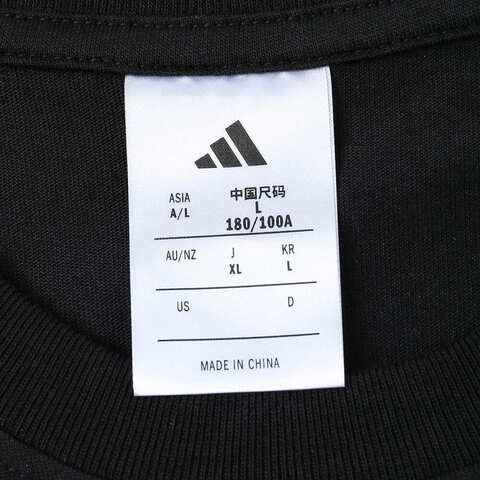 ASIA 中国尺码
A/L L
180/100A
AU/NZ J KR
XL L
US D
MADE IN CHINA